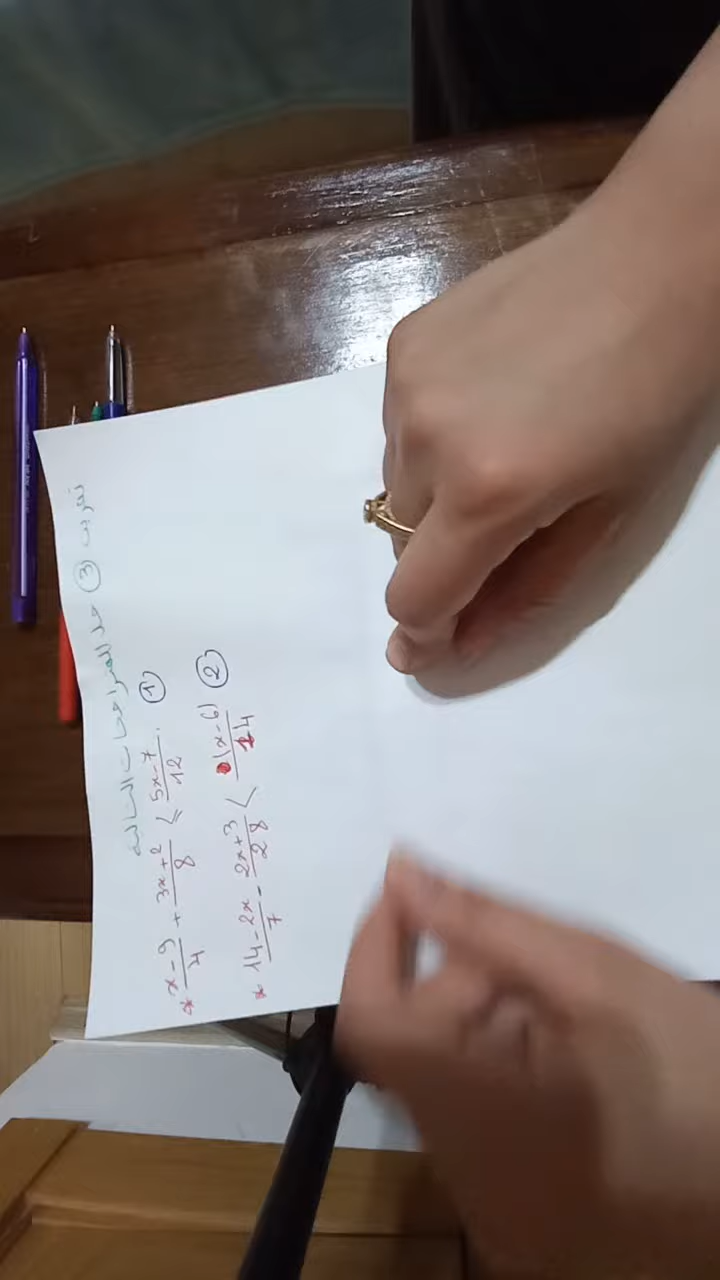 تمرين ③ حل المتراجحات التالية
* x-9/4 + 3x+2/8 ⩽ 5x-7/12 . ①
* 14-2x/7 - 2x+3/28 < (x-6)/14 ②